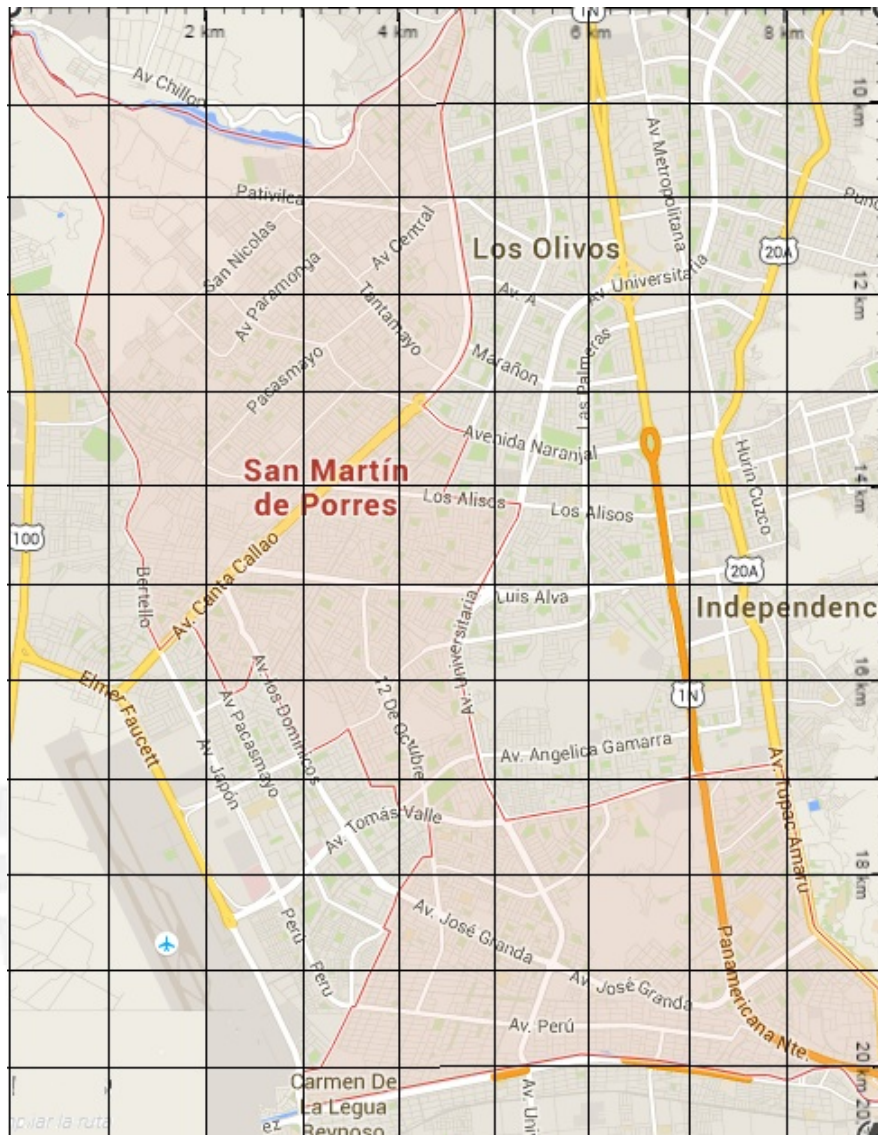 1N
2 km
4 km
6 km
8 km
Av Chillon
10 km
Av Metropolitana
Pativilca
San Nicolas
Av Central
Los Olivos
20A
Av Paramonga
Av. Universitaria
Av. A
12 km
Tantamayo
Marañon
Pacasmayo
Avenida Naranjal
Hurin Cuzco
San Martín
de Porres
14 km
Los Alisos
Los Alisos
100
Av. Canta Callao
20A
Bertello
Luis Alva
Independenc
Av. Universitaria
16 km
Elmer Faucett
1N
Av. los Dominicos
12 De Octubre
Av Pacasmayo
Av. Japón
Av. Angelica Gamarra
Av. Tupac Amaru
Av. Tomás Valle
18 km
Perú
Av. José Granda
Panamericana Nte.
Peru
Av. José Granda
Av. Perú
20 km
Carmen De
La Legua
Reynoso
Av. Uni